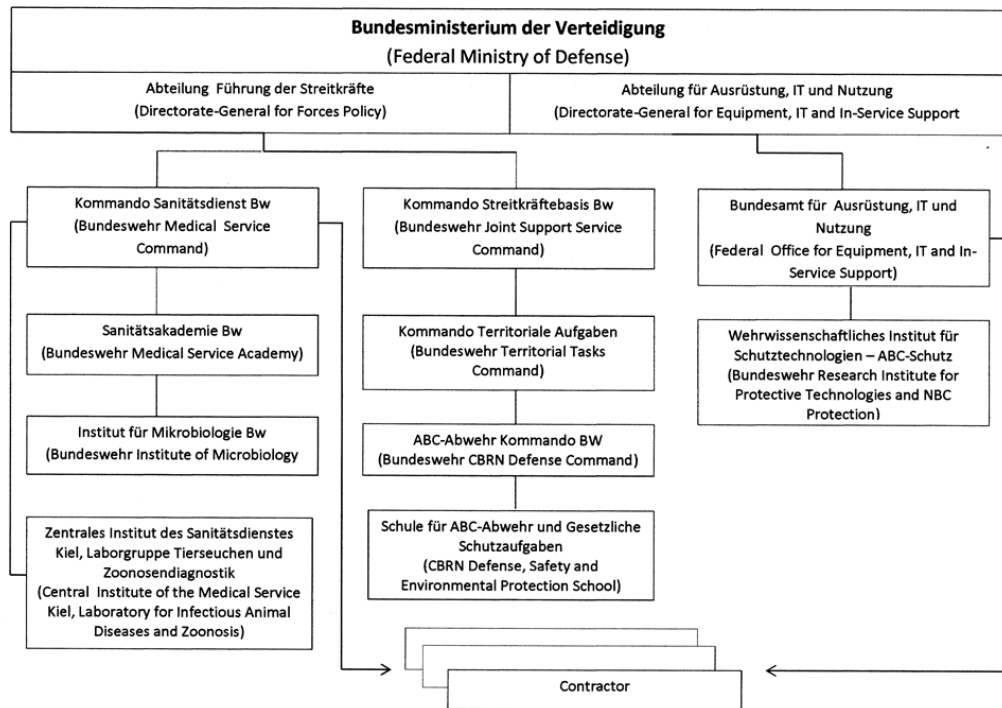 Bundesministerium der Verteidigung
(Federal Ministry of Defense)
Abteilung Führung der Streitkräfte
(Directorate-General for Forces Policy)
Abteilung für Ausrüstung, IT und Nutzung
(Directorate-General for Equipment, IT and In-Service Support
Kommando Sanitätsdienst Bw
(Bundeswehr Medical Service
Command)
Kommando Streitkräftebasis Bw
(Bundeswehr Joint Support Service
Command)
Bundesamt für Ausrüstung, IT und
Nutzung
(Federal Office for Equipment, IT and In-
Service Support)
Sanitätsakademie Bw
(Bundeswehr Medical Service Academy)
Kommando Territoriale Aufgaben
(Bundeswehr Territorial Tasks
Command)
Wehrwissenschaftliches Institut für
Schutztechnologien – ABC-Schutz
(Bundeswehr Research Institute for
Protective Technologies and NBC
Protection)
Institut für Mikrobiologie Bw
(Bundeswehr Institute of Microbiology
ABC-Abwehr Kommando BW
(Bundeswehr CBRN Defense Command)
Zentrales Institut des Sanitätsdienstes
Kiel, Laborgruppe Tierseuchen und
Zoonosendiagnostik
(Central Institute of the Medical Service
Kiel, Laboratory for Infectious Animal
Diseases and Zoonosis)
Schule für ABC-Abwehr und Gesetzliche
Schutzaufgaben
(CBRN Defense, Safety and
Environmental Protection School)
Contractor